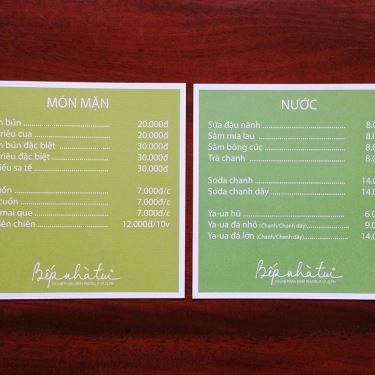 MÓN MẶN
bún 20.000đ
riêu cua 20.000đ
bún đặc biệt 30.000đ
riêu đặc biệt 30.000đ
sa tế 30.000đ
cuốn 7.000đ/c
cuốn 7.000đ/c
mai que 7.000đ/c
chiên 12.000đ/10v
Bếp nhà tui
NƯỚC
Sữa đậu nành 8.0
Sâm mía lau 8.0
Sâm bông cúc 8.0
Trà chanh 8.0
Soda chanh 14.0
Soda chanh dây 14.0
Ya-ua hũ 6.0
Ya-ua đá nhỏ (Chanh/Chanh dây) 9.0
Ya-ua đá lớn (Chanh/Chanh dây) 14.0
Bếp nhà tui